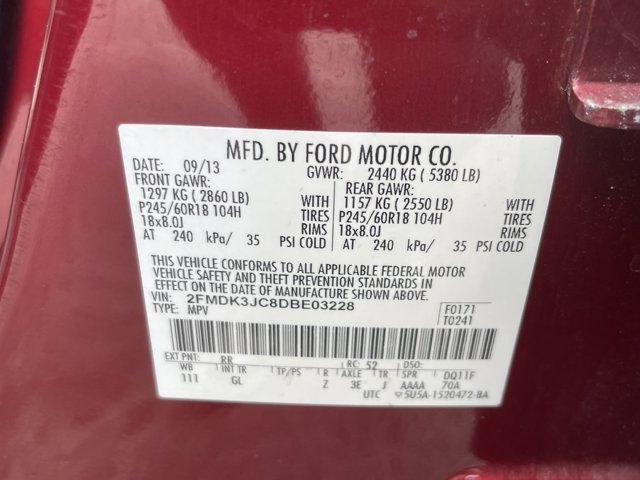 MFD. BY FORD MOTOR CO.
DATE: 09/13 GVWR: 2440 KG ( 5380 LB)
FRONT GAWR: REAR GAWR:
1297 KG ( 2860 LB) WITH 1157 KG ( 2550 LB) WITH
P245/60R18 104H TIRES P245/60R18 104H TIRES
18x8.0J RIMS 18x8.0J RIMS
AT 240 kPa/ 35 PSI COLD AT 240 kPa/ 35 PSI COLD
THIS VEHICLE CONFORMS TO ALL APPLICABLE FEDERAL MOTOR
VEHICLE SAFETY AND THEFT PREVENTION STANDARDS IN
EFFECT ON THE DATE OF MANUFACTURE SHOWN ABOVE.
VIN: 2FMDK3JC8DBE03228 F0171
TYPE: MPV T0241
EXT PNT: RR RC: 52 DSO:
WB INT TR TP/PS R AXLE TR SPR DQ11F
111 GL Z 3E J AAAA 70A
UTC ▽5U5A-1520472-BA